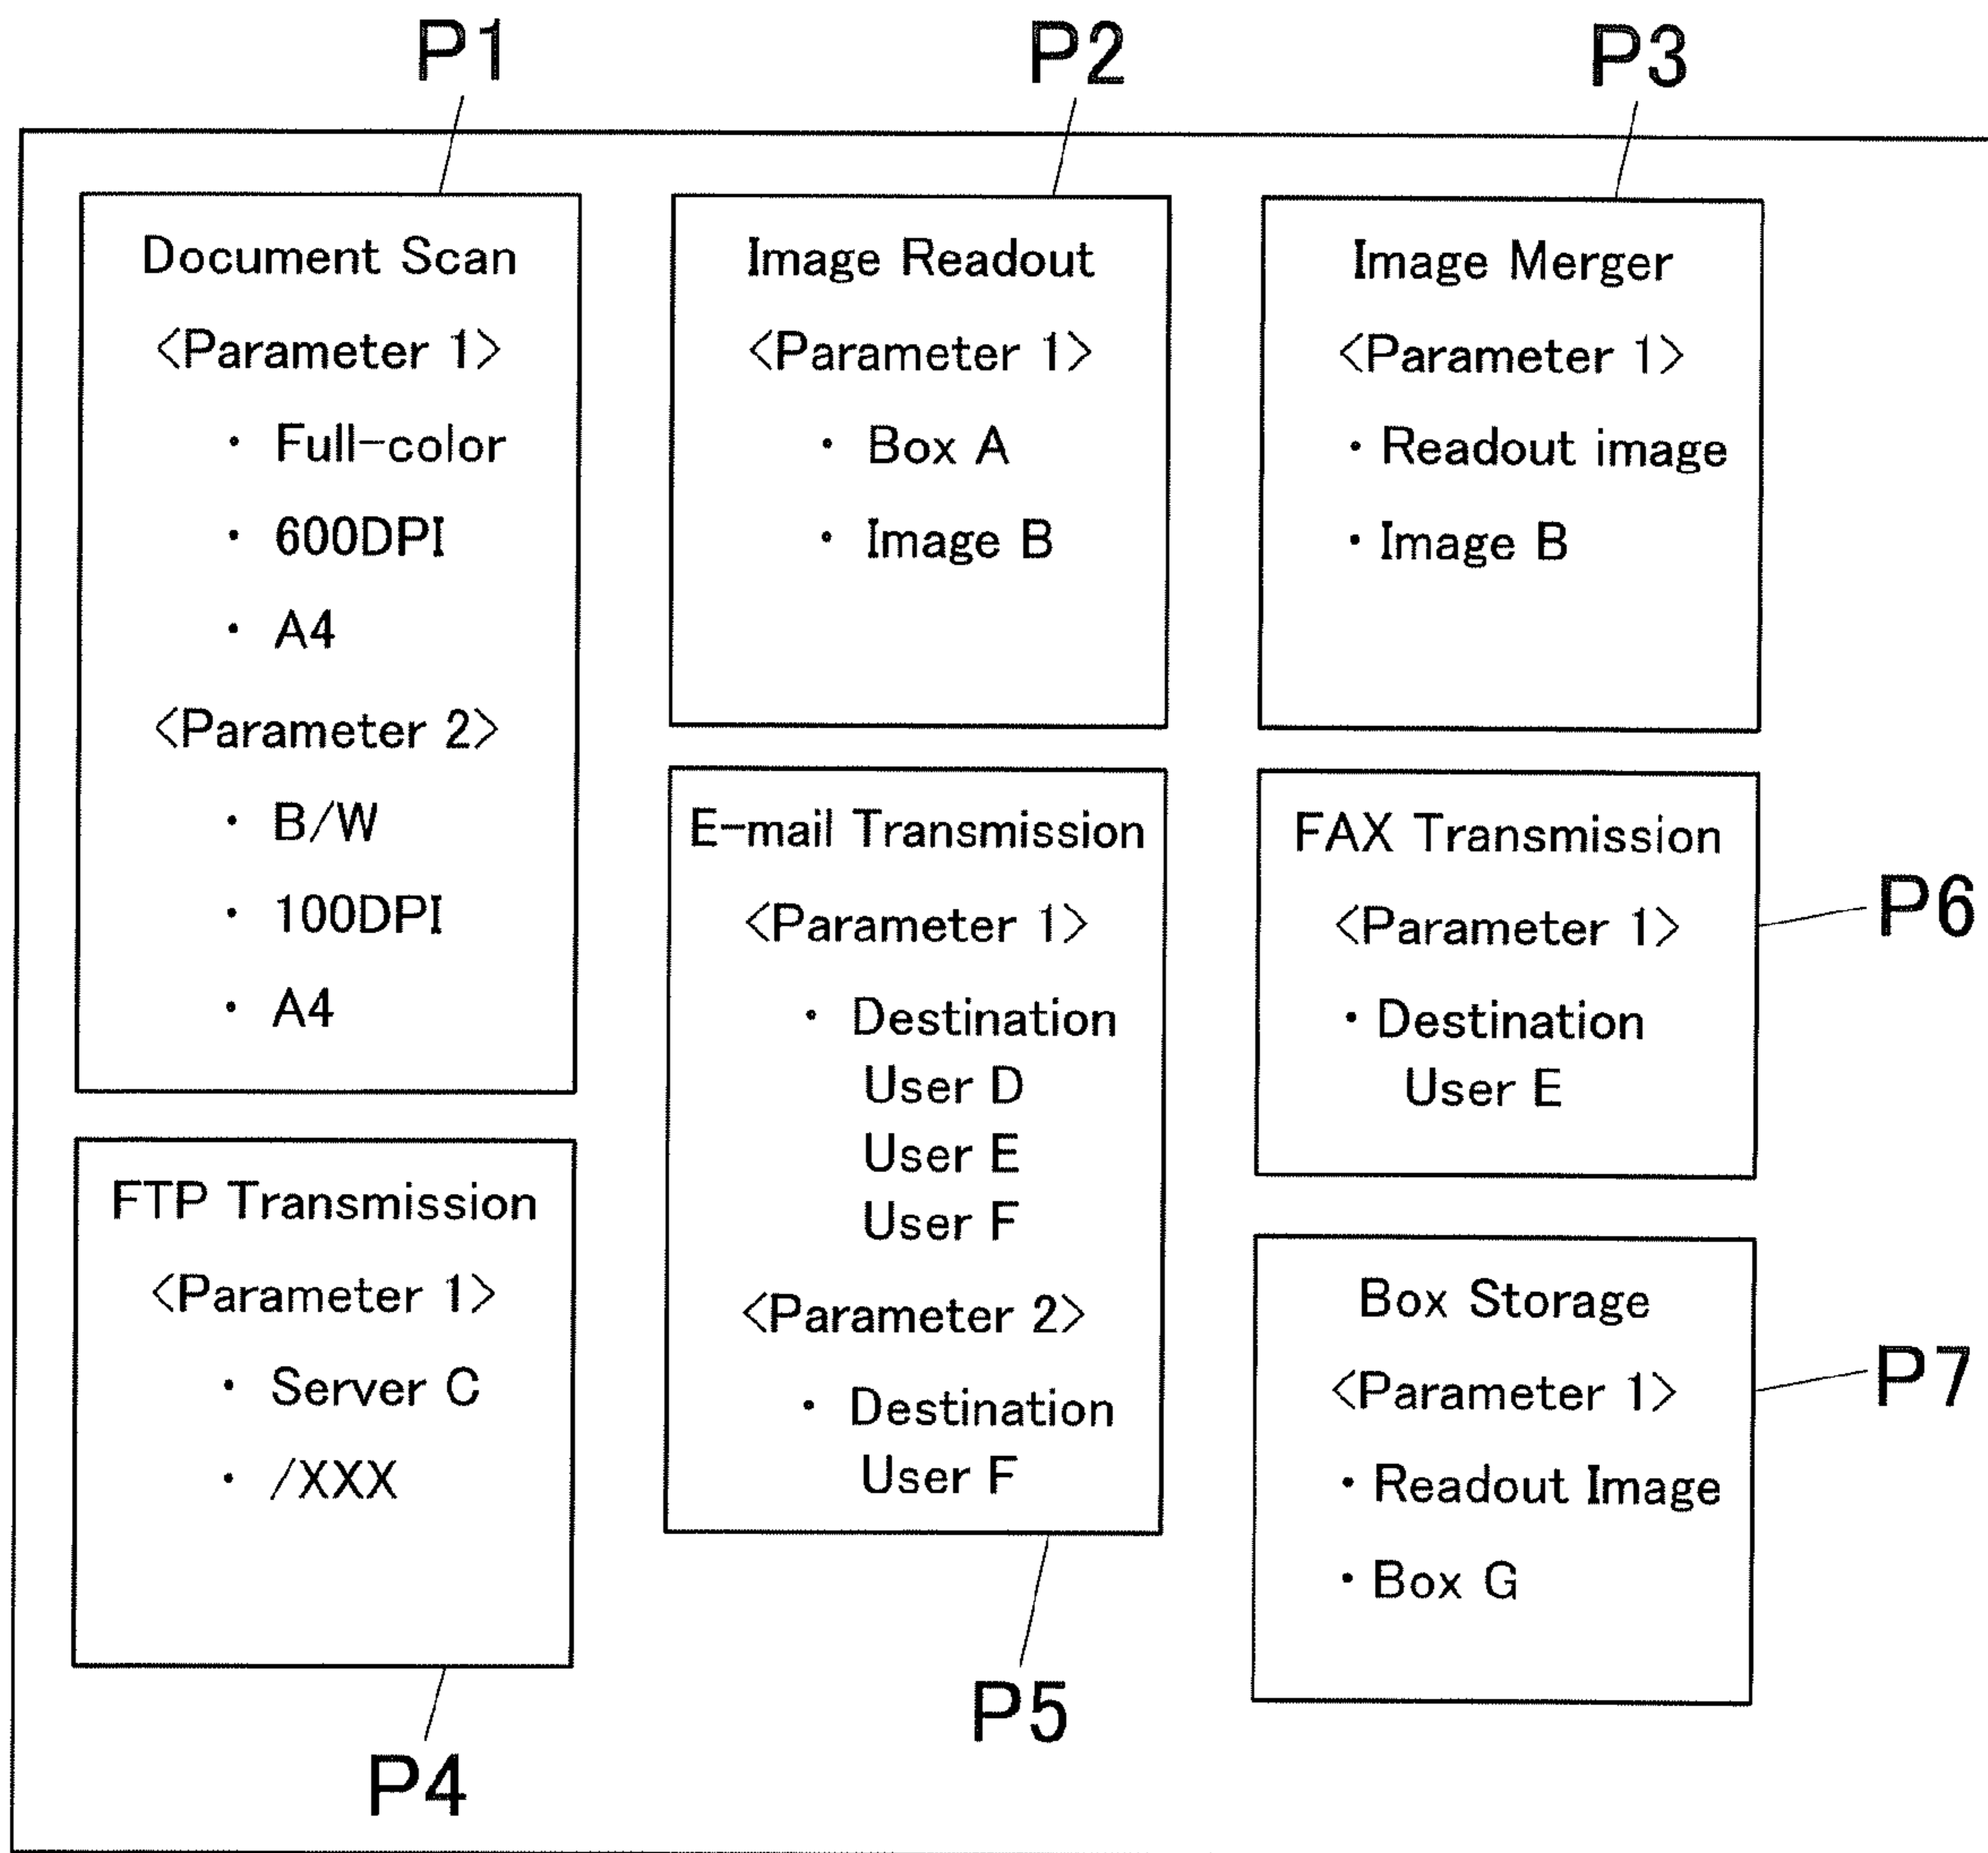 P1
P2
P3
Document Scan
<Parameter 1>
・ Full-color
・ 600DPI
・ A4
<Parameter 2>
・ B/W
・ 100DPI
・ A4
Image Readout
<Parameter 1>
・ Box A
・ Image B
Image Merger
<Parameter 1>
・Readout image
・Image B
FTP Transmission
<Parameter 1>
・ Server C
・ /XXX
P4
E-mail Transmission
<Parameter 1>
・ Destination
User D
User E
User F
<Parameter 2>
・ Destination
User F
P5
FAX Transmission
<Parameter 1>
・Destination
User E
P6
Box Storage
<Parameter 1>
・Readout Image
・Box G
P7